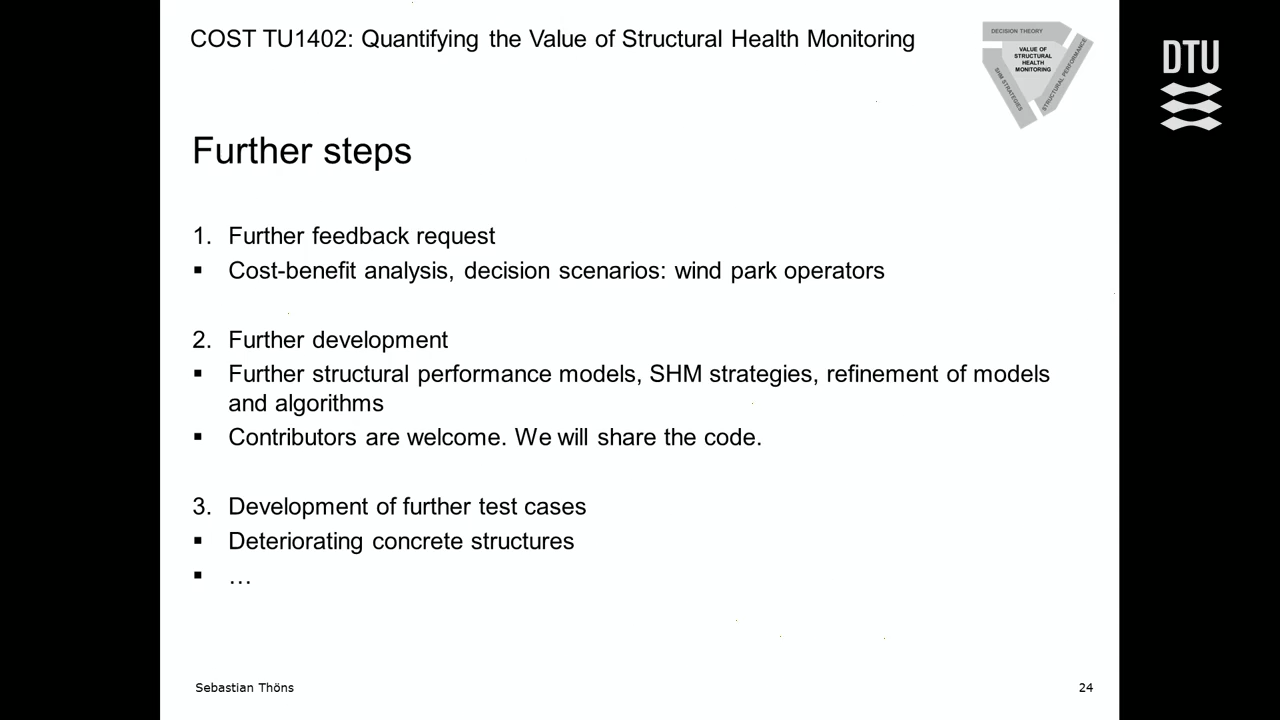 COST TU1402: Quantifying the Value of Structural Health Monitoring
DECISION THEORY
VALUE OF
STRUCTURAL
HEALTH
MONITORING
SHM STRATEGIES
STRUCTURAL PERFORMANCE
DTU
Further steps
1. Further feedback request
▪ Cost-benefit analysis, decision scenarios: wind park operators
2. Further development
▪ Further structural performance models, SHM strategies, refinement of models
and algorithms
▪ Contributors are welcome. We will share the code.
3. Development of further test cases
▪ Deteriorating concrete structures
▪ …
Sebastian Thöns
24